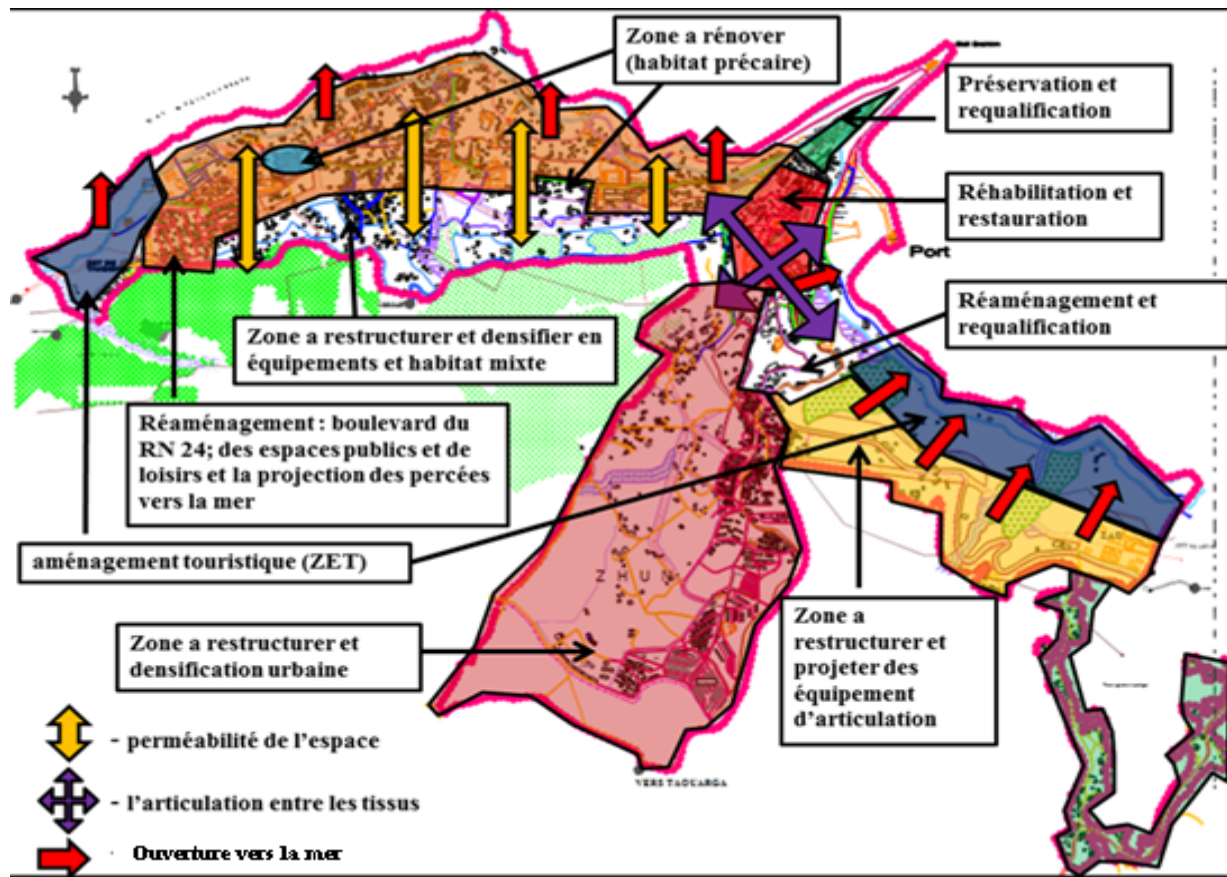 Zone a rénover
(habitat précaire)
Préservation et
requalification
Réhabilitation et
restauration
Port
Réaménagement et
requalification
Zone a restructurer et densifier en
équipements et habitat mixte
Réaménagement : boulevard du
RN 24; des espaces publics et de
loisirs et la projection des percées
vers la mer
aménagement touristique (ZET)
ZHUN
Zone a restructurer et
densification urbaine
Zone a
restructurer et
projeter des
équipement
d'articulation
VERS TAOUARGA
- perméabilité de l'espace
- l'articulation entre les tissus
Ouverture vers la mer